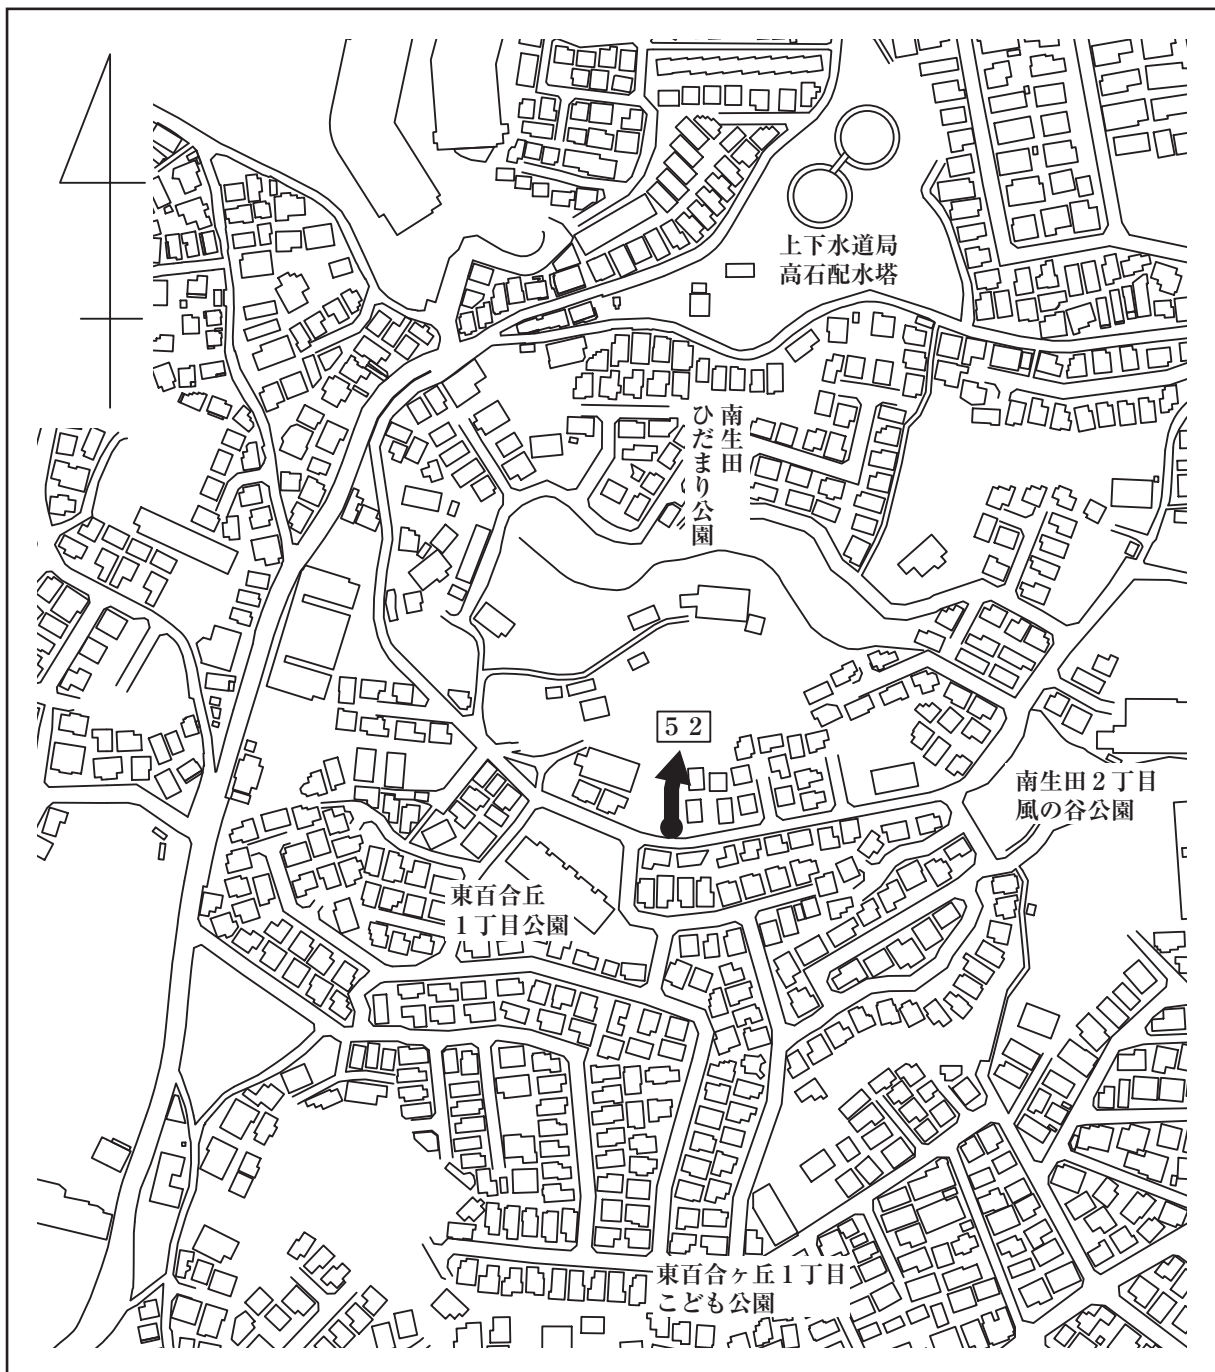 上下水道局
高石配水塔
南生田
ひだまり公園
５２
南生田２丁目
風の谷公園
東百合丘
１丁目公園
東百合ヶ丘１丁目
こども公園